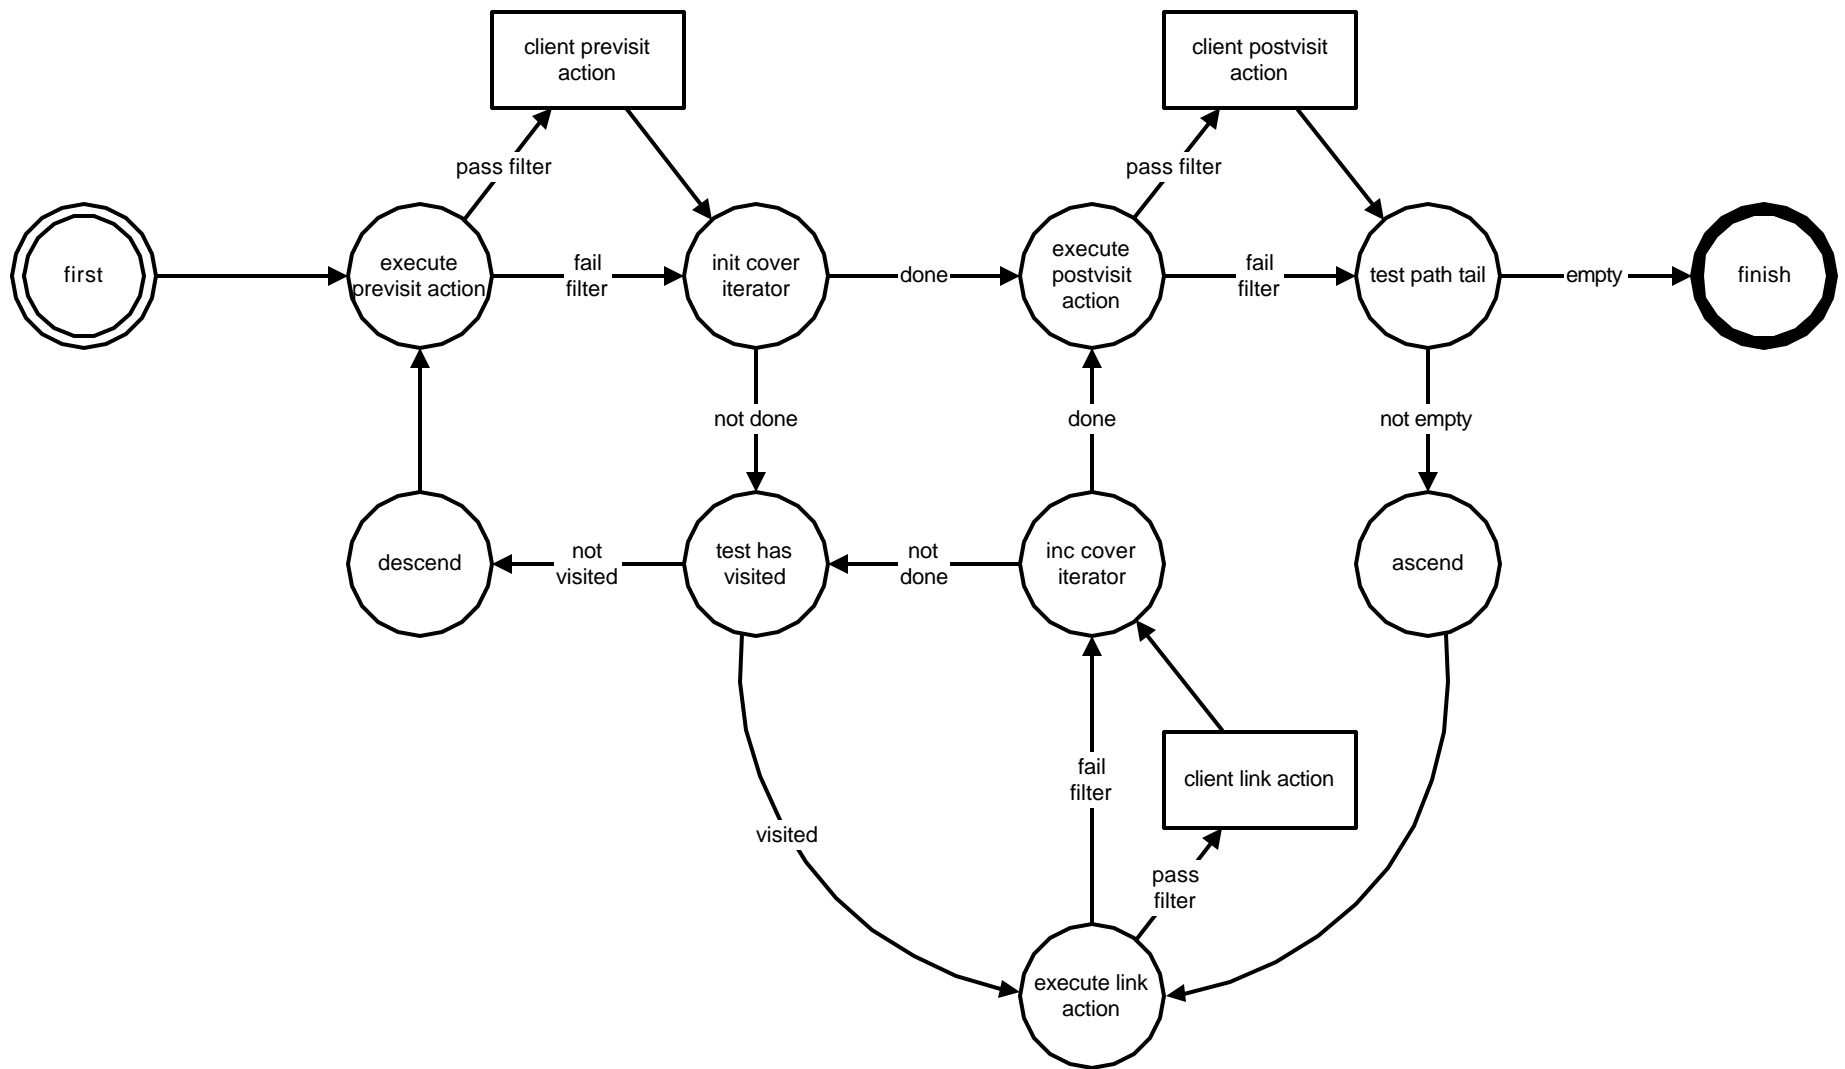 client previsit
action
client postvisit
action
pass filter
pass filter
first
execute
previsit action
fail
filter
init cover
iterator
done
execute
postvisit
action
fail
filter
test path tail
empty
finish
not done
done
not empty
descend
not
visited
test has
visited
not
done
inc cover
iterator
ascend
fail
filter
client link action
visited
pass
filter
execute link
action